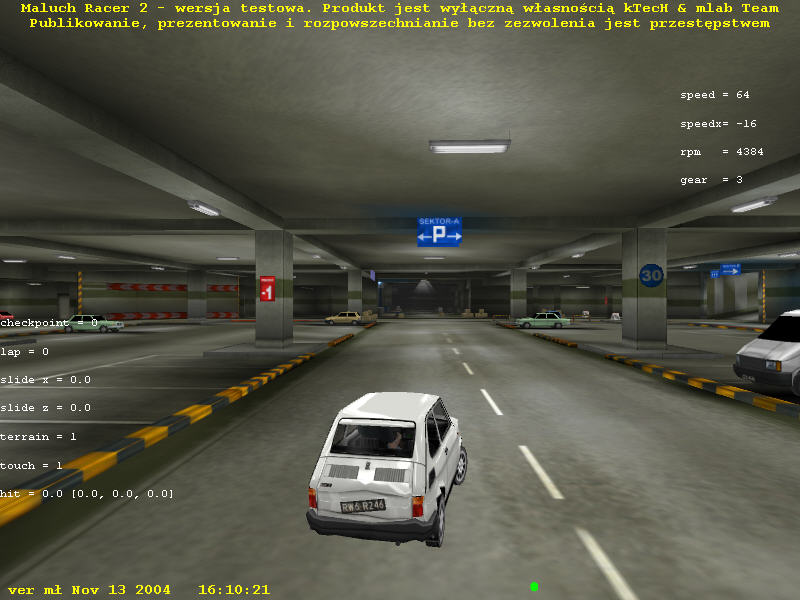 Maluch Racer 2 - wersja testowa. Produkt jest wyłączną własnością kTecH & mlab Team
Publikowanie, prezentowanie i rozpowszechnianie bez zezwolenia jest przestępstwem
speed = 64
speedx= -16
rpm = 4384
gear = 3
SEKTOR-A
P
30
-1
checkpoint = 0
lap = 0
slide x = 0.0
slide z = 0.0
terrain = 1
touch = 1
hit = 0.0 [0.0, 0.0, 0.0]
RW6 R246
ver mł Nov 13 2004 16:10:21